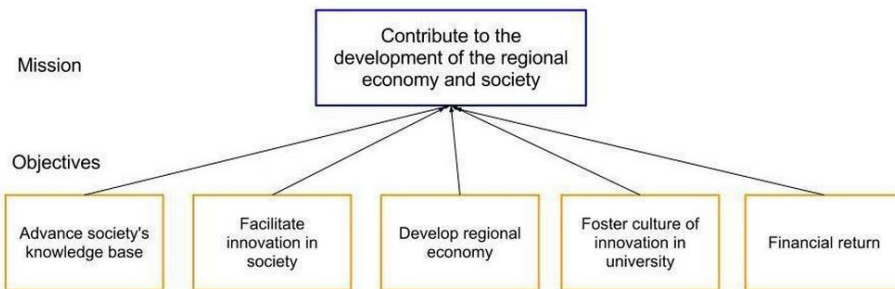 Mission
Contribute to the
development of the regional
economy and society
Objectives
Advance society's
knowledge base
Facilitate
innovation in
society
Develop regional
economy
Foster culture of
innovation in
university
Financial return